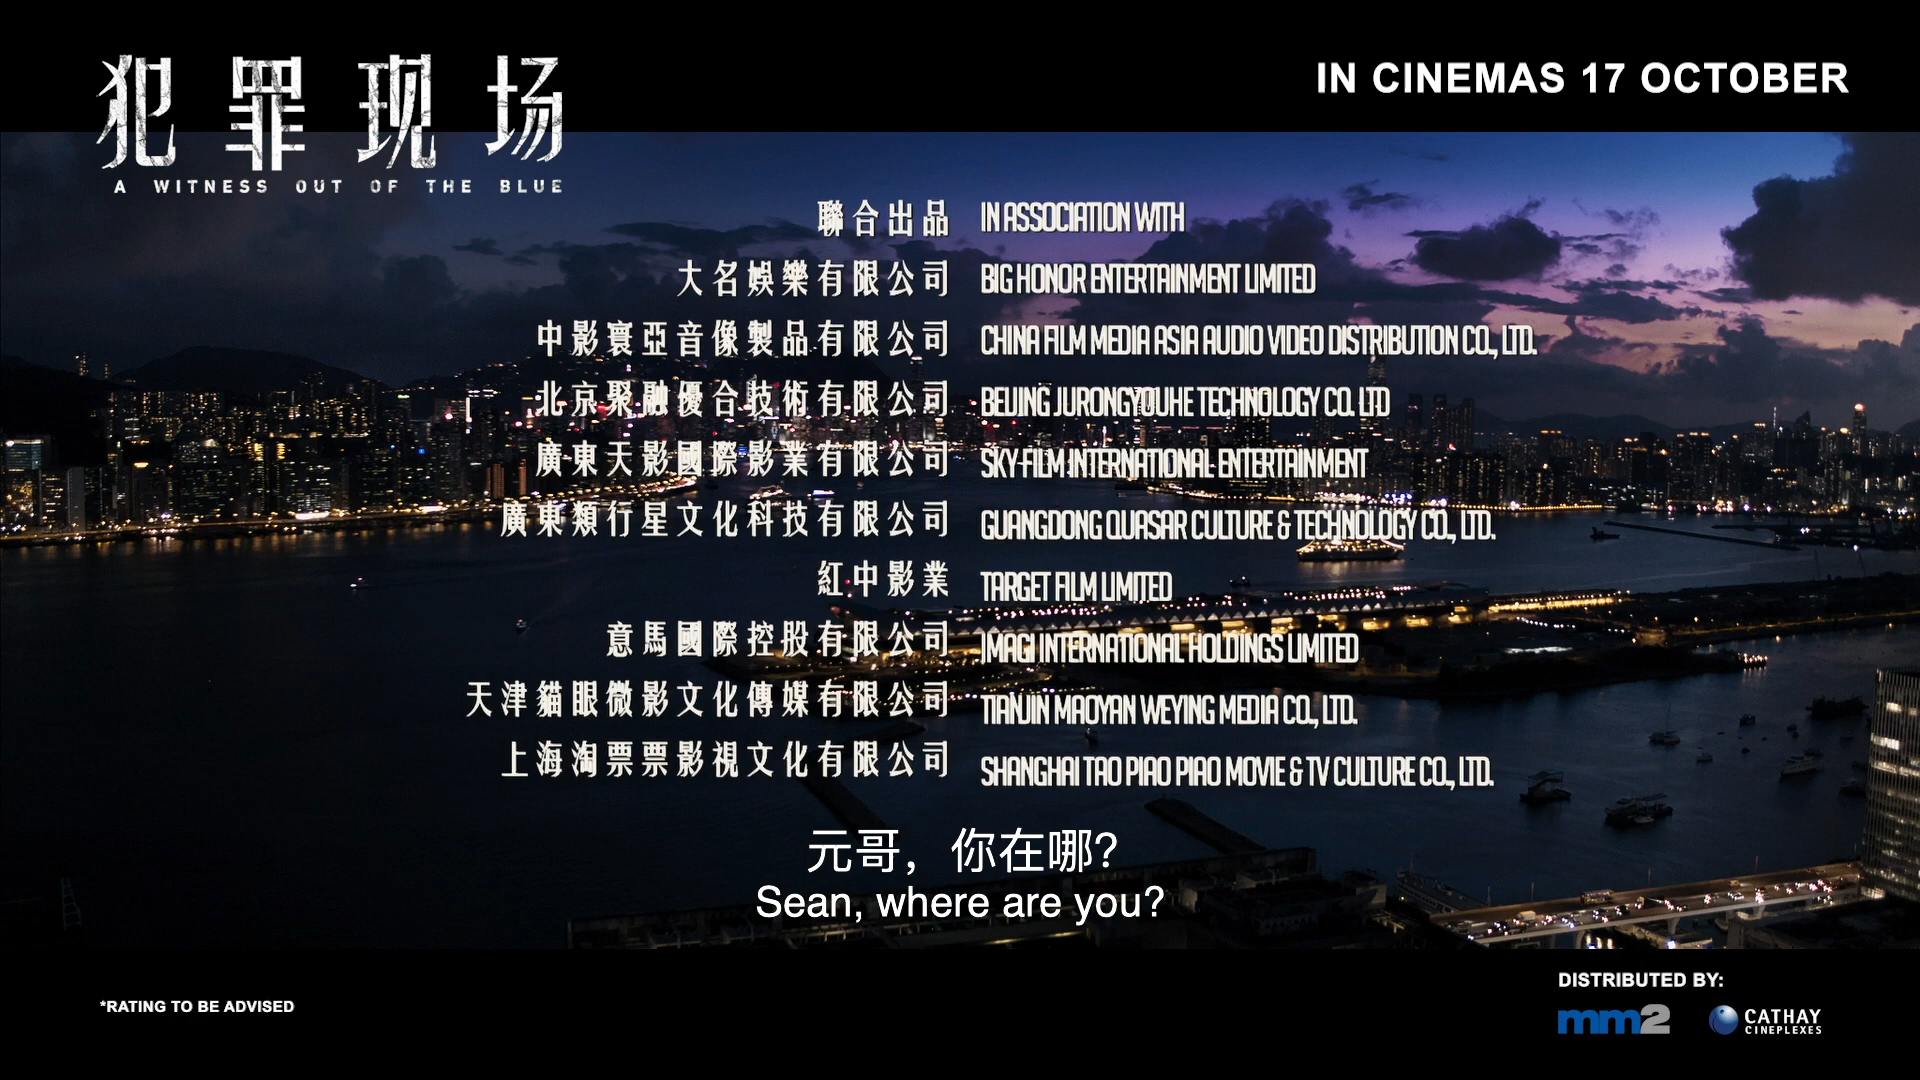 犯罪现场
A WITNESS OUT OF THE BLUE
IN CINEMAS 17 OCTOBER
聯合出品 IN ASSOCIATION WITH
大名娛樂有限公司 BIG HONOR ENTERTAINMENT LIMITED
中影寰亞音像製品有限公司 CHINA FILM MEDIA ASIA AUDIO VIDEO DISTRIBUTION CO., LTD.
北京聚融優合技術有限公司 BEIJING JURONGYOUHE TECHNOLOGY CO. LTD
廣東天影國際影業有限公司 SKY FILM INTERNATIONAL ENTERTAINMENT
廣東類行星文化科技有限公司 GUANGDONG QUASAR CULTURE & TECHNOLOGY CO., LTD.
紅中影業 TARGET FILM LIMITED
意馬國際控股有限公司 IMAGI INTERNATIONAL HOLDINGS LIMITED
天津貓眼微影文化傳媒有限公司 TIANJIN MAOYAN WEYING MEDIA CO., LTD.
上海淘票票影視文化有限公司 SHANGHAI TAO PIAO PIAO MOVIE & TV CULTURE CO., LTD.
元哥，你在哪?
Sean, where are you?
*RATING TO BE ADVISED
DISTRIBUTED BY:
mm2
CATHAY
CINEPLEXES